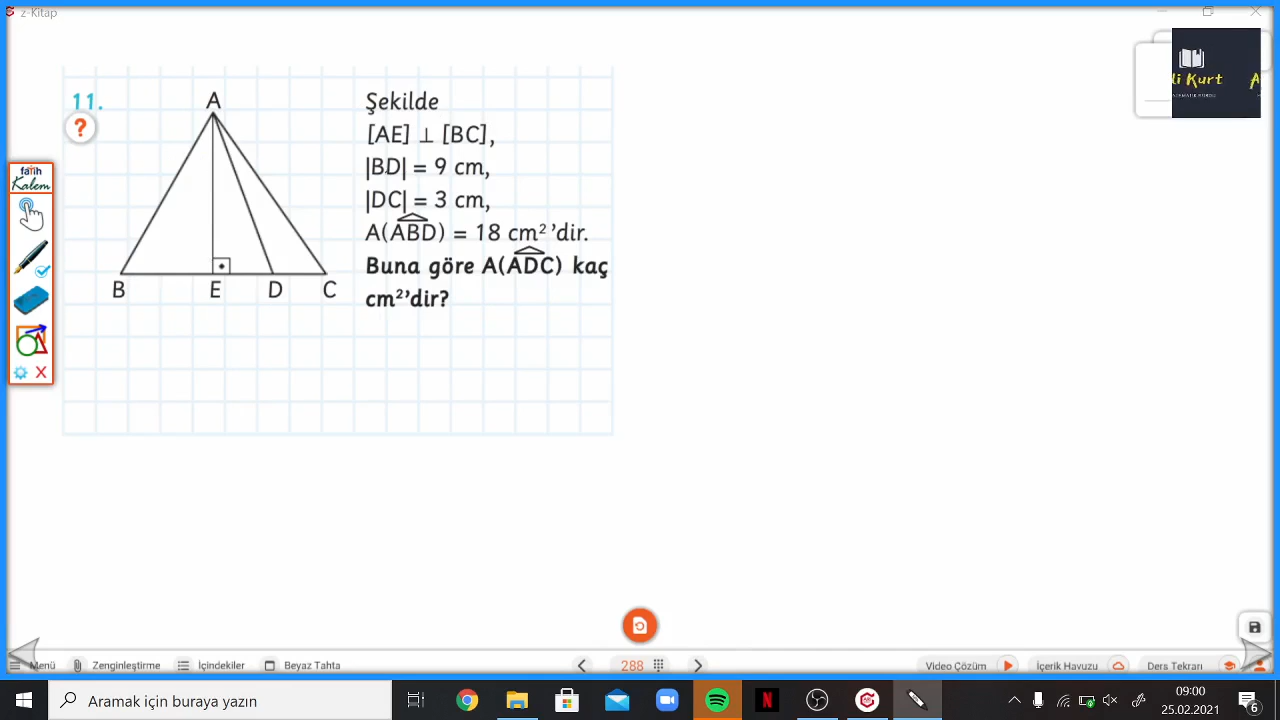 z-Kitap
li Kurt
A
11.
?
A
B
E
D
C
Şekilde
[AE] ⊥ [BC],
|BD| = 9 cm,
|DC| = 3 cm,
A(ABD) = 18 cm²’dir.
Buna göre A(ADC) kaç
cm²’dir?
fatih
Kalem
Menü
Zenginleştirme
İçindekiler
Beyaz Tahta
288
Video Çözüm
İçerik Havuzu
Ders Tekrarı
Aramak için buraya yazın
09:00
25.02.2021
6